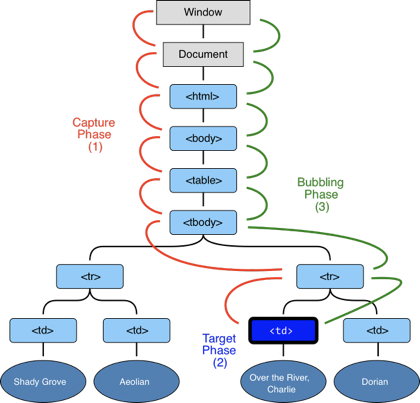 Window
Document
<html>
Capture
Phase
(1)
<body>
<table>
Bubbling
Phase
(3)
<tbody>
<tr>
<tr>
<td>
<td>
Target
Phase
(2)
<td>
<td>
Shady Grove
Aeolian
Over the River,
Charlie
Dorian